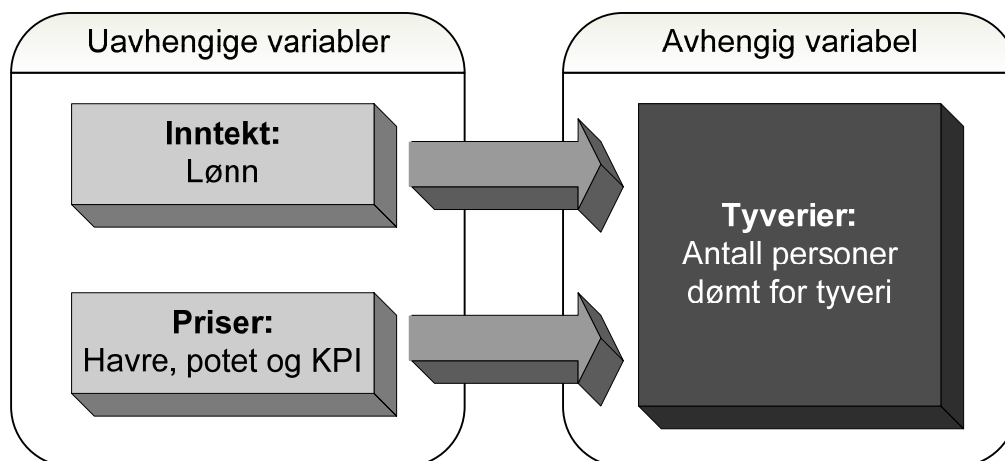 Uavhengige variabler
Inntekt:
Lønn
Priser:
Havre, potet og KPI
Avhengig variabel
Tyverier:
Antall personer
dømt for tyveri